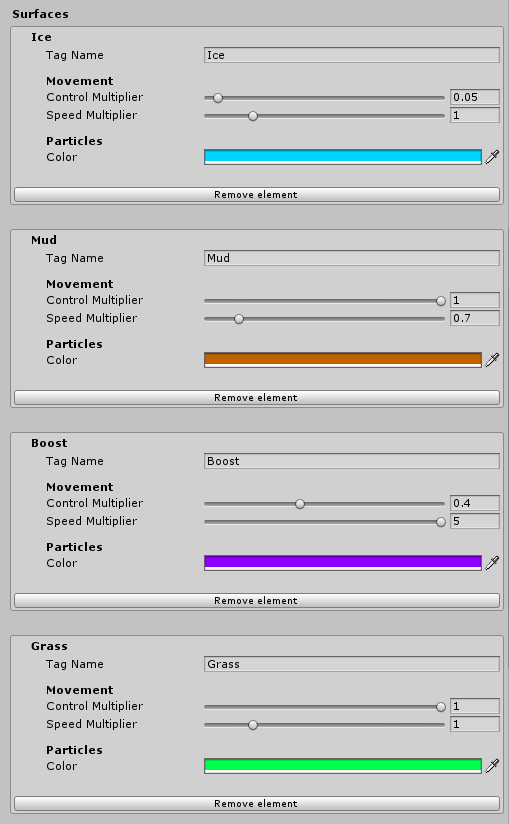 Surfaces
Ice
Tag Name Ice
Movement
Control Multiplier 0.05
Speed Multiplier 1
Particles
Color
Remove element
Mud
Tag Name Mud
Movement
Control Multiplier 1
Speed Multiplier 0.7
Particles
Color
Remove element
Boost
Tag Name Boost
Movement
Control Multiplier 0.4
Speed Multiplier 5
Particles
Color
Remove element
Grass
Tag Name Grass
Movement
Control Multiplier 1
Speed Multiplier 1
Particles
Color
Remove element